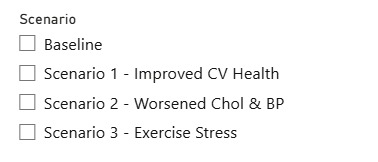 Scenario
Baseline
Scenario 1 - Improved CV Health
Scenario 2 - Worsened Chol & BP
Scenario 3 - Exercise Stress